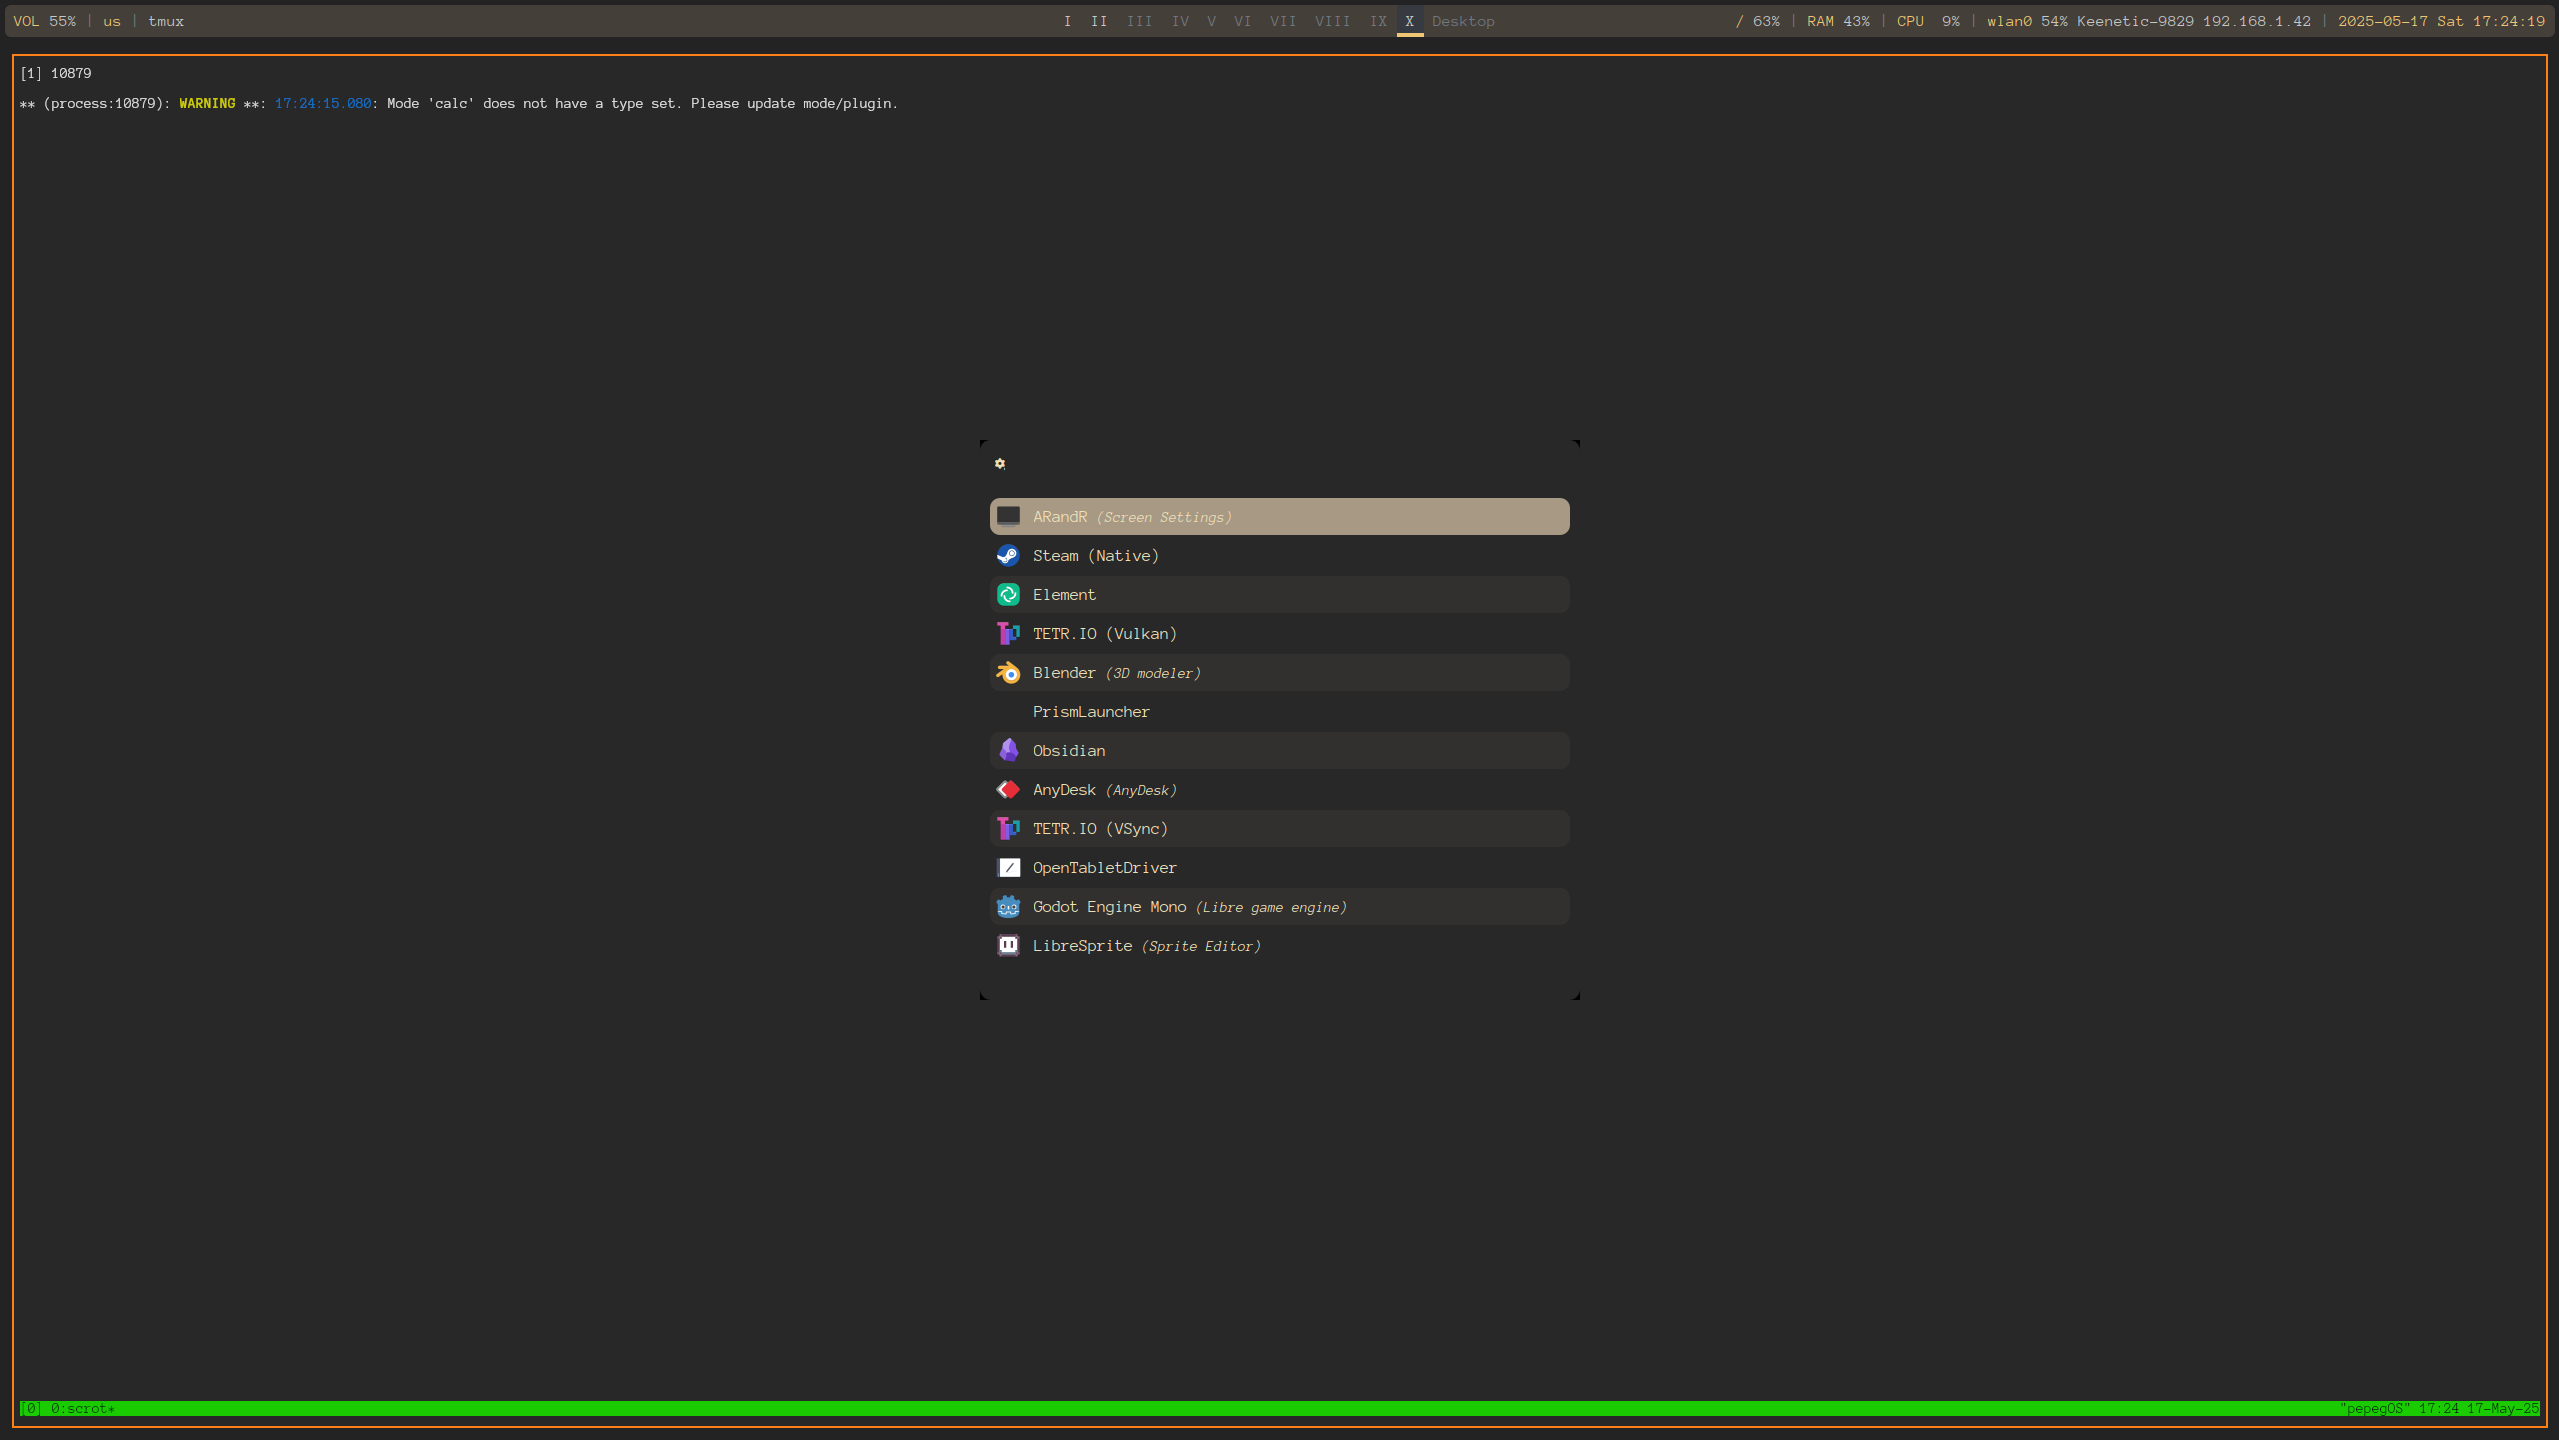 VOL 55% | us | tmux
I II III IV V VI VII VIII IX X Desktop
/ 63% | RAM 43% | CPU 9% | wlan0 54% Keenetic-9829 192.168.1.42 | 2025-05-17 Sat 17:24:19
[1] 10879
** (process:10879): WARNING **: 17:24:15.080: Mode 'calc' does not have a type set. Please update mode/plugin.
ARandR (Screen Settings)
Steam (Native)
Element
TETR.IO (Vulkan)
Blender (3D modeler)
PrismLauncher
Obsidian
AnyDesk (AnyDesk)
TETR.IO (VSync)
OpenTabletDriver
Godot Engine Mono (Libre game engine)
LibreSprite (Sprite Editor)
[0] 0:scrot*
"pepegOS" 17:24 17-May-25